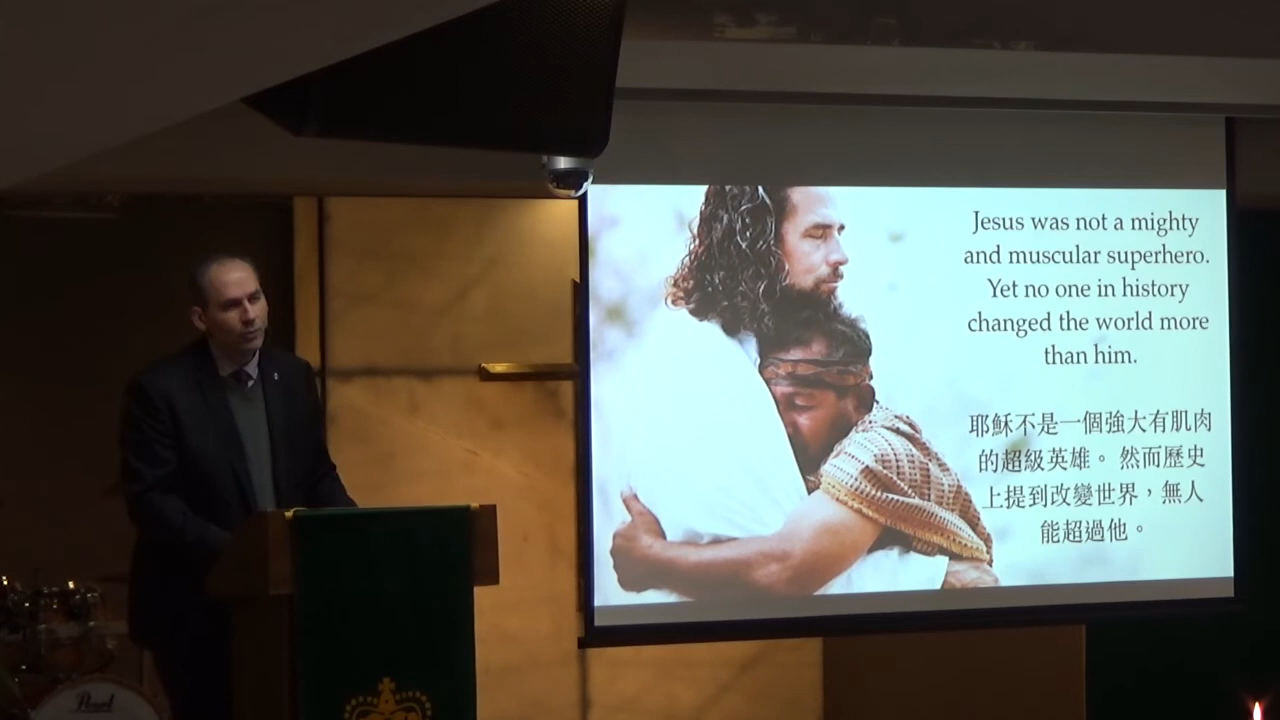 Jesus was not a mighty
and muscular superhero.
Yet no one in history
changed the world more
than him.
耶穌不是一個強大有肌肉
的超級英雄。 然而歷史
上提到改變世界，無人
能超過他。
Pearl